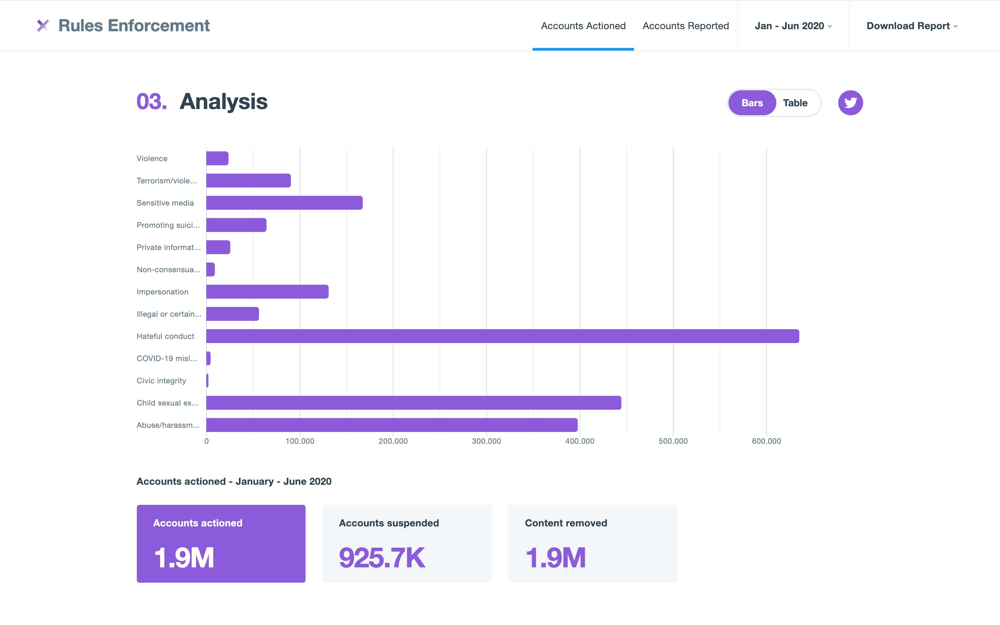 Rules Enforcement
Accounts Actioned
Accounts Reported
Jan - Jun 2020
Download Report
03. Analysis
Bars
Table
Violence
Terrorism/viole...
Sensitive media
Promoting suici...
Private informat...
Non-consensua...
Impersonation
Illegal or certain...
Hateful conduct
COVID-19 misl...
Civic integrity
Child sexual ex...
Abuse/harassm...
0 100.000 200.000 300.000 400.000 500.000 600.000
Accounts actioned - January - June 2020
Accounts actioned
1.9M
Accounts suspended
925.7K
Content removed
1.9M